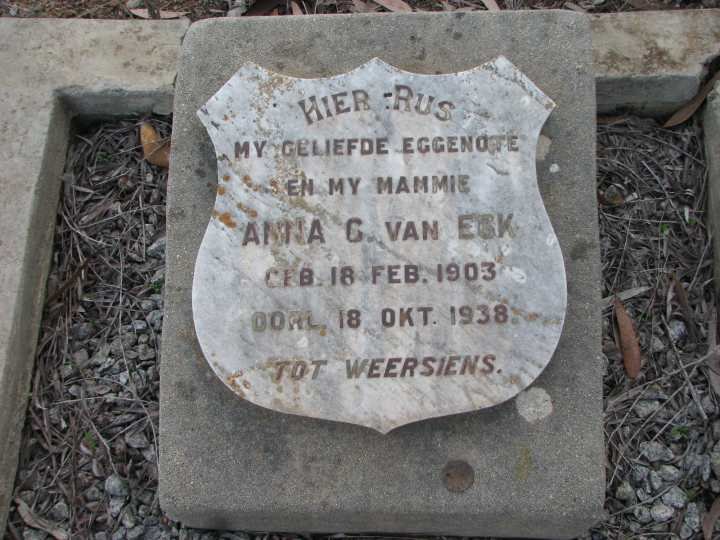 HIER RUS
MY GELIEFDE EGGENOTE
EN MY MAMMIE
ANNA C. VAN ECK
GEB. 18 FEB. 1903
OORL. 18 OKT. 1938.
TOT WEERSIENS.